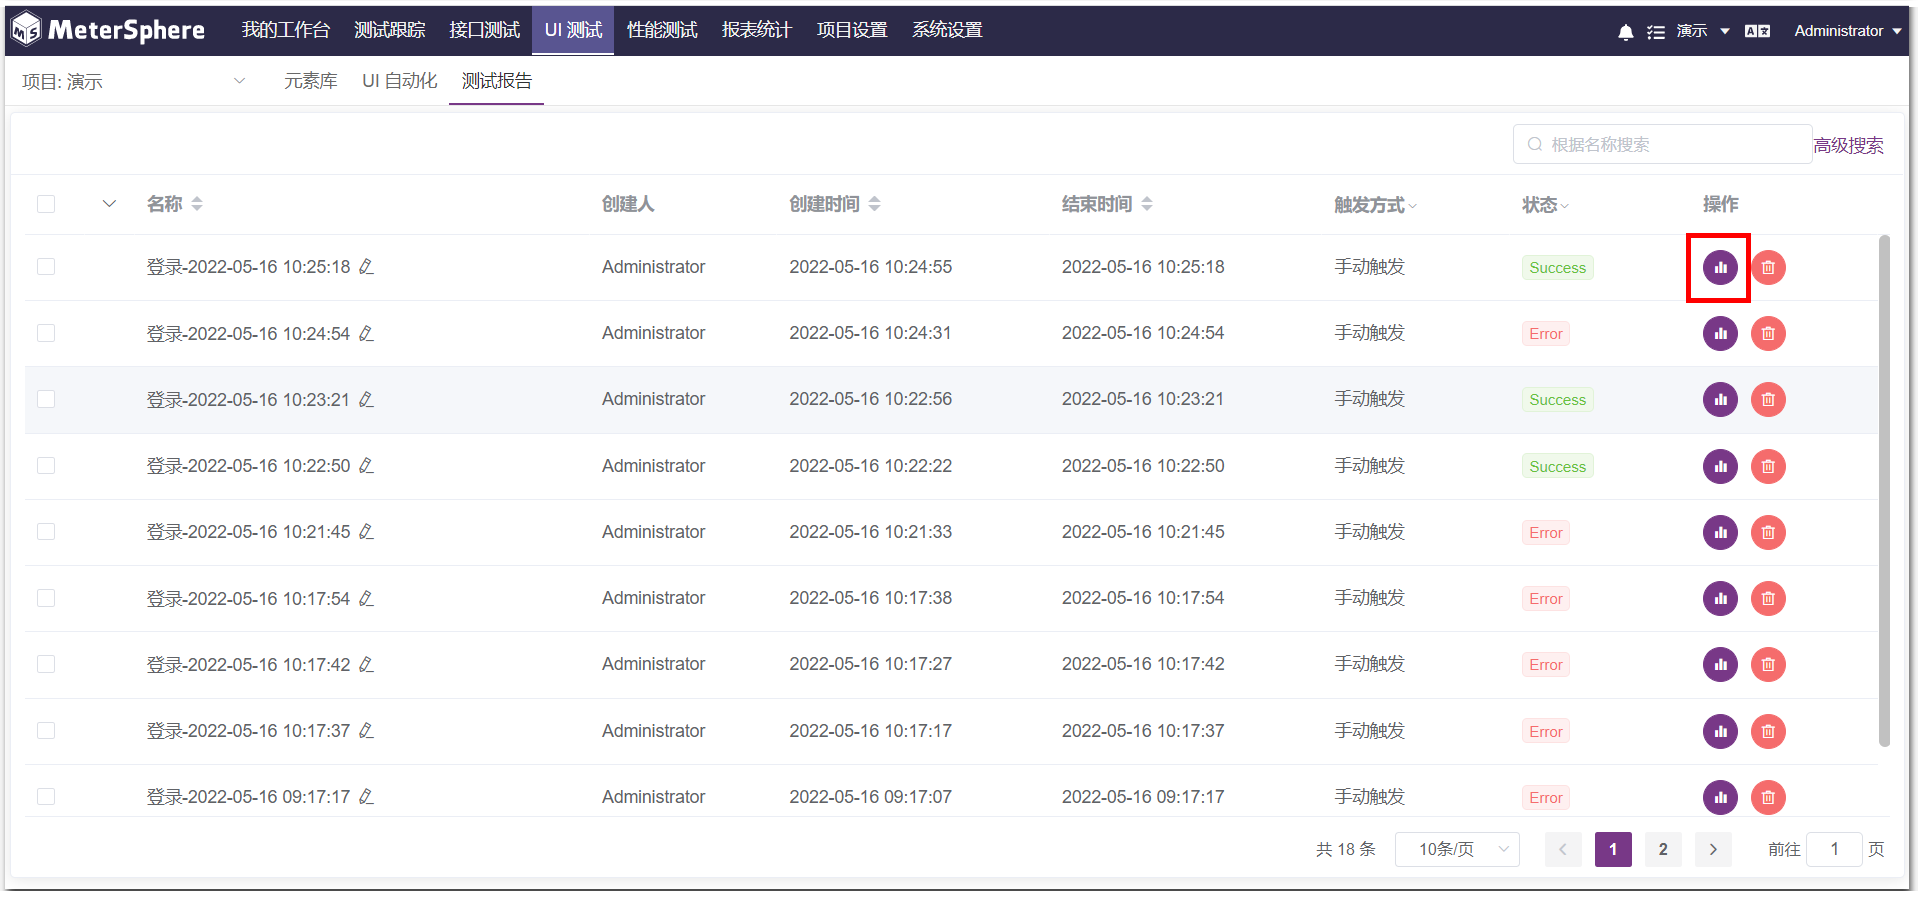 MeterSphere 我的工作台 测试跟踪 接口测试 UI 测试 性能测试 报表统计 项目设置 系统设置 演示 Administrator
项目: 演示 元素库 UI 自动化 测试报告
根据名称搜索 高级搜索
名称 创建人 创建时间 结束时间 触发方式 状态 操作
登录-2022-05-16 10:25:18 Administrator 2022-05-16 10:24:55 2022-05-16 10:25:18 手动触发 Success
登录-2022-05-16 10:24:54 Administrator 2022-05-16 10:24:31 2022-05-16 10:24:54 手动触发 Error
登录-2022-05-16 10:23:21 Administrator 2022-05-16 10:22:56 2022-05-16 10:23:21 手动触发 Success
登录-2022-05-16 10:22:50 Administrator 2022-05-16 10:22:22 2022-05-16 10:22:50 手动触发 Success
登录-2022-05-16 10:21:45 Administrator 2022-05-16 10:21:33 2022-05-16 10:21:45 手动触发 Error
登录-2022-05-16 10:17:54 Administrator 2022-05-16 10:17:38 2022-05-16 10:17:54 手动触发 Error
登录-2022-05-16 10:17:42 Administrator 2022-05-16 10:17:27 2022-05-16 10:17:42 手动触发 Error
登录-2022-05-16 10:17:37 Administrator 2022-05-16 10:17:17 2022-05-16 10:17:37 手动触发 Error
登录-2022-05-16 09:17:17 Administrator 2022-05-16 09:17:07 2022-05-16 09:17:17 手动触发 Error
共 18 条 10条/页 1 2 前往 1 页